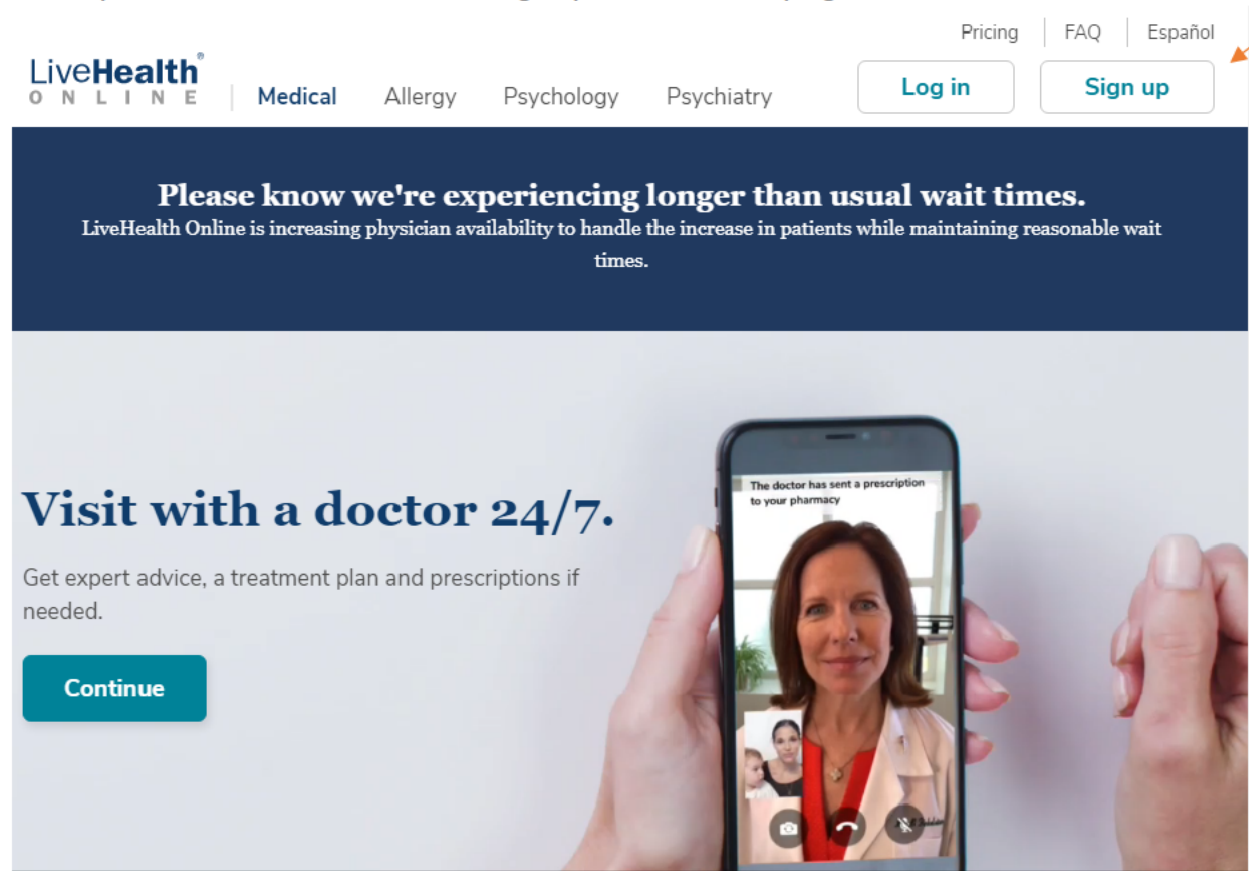 Pricing FAQ Español
LiveHealth®
ONLINE
Medical Allergy Psychology Psychiatry Log in Sign up
Please know we're experiencing longer than usual wait times.
LiveHealth Online is increasing physician availability to handle the increase in patients while maintaining reasonable wait
times.
The doctor has sent a prescription
to your pharmacy
Visit with a doctor 24/7.
Get expert advice, a treatment plan and prescriptions if
needed.
Continue